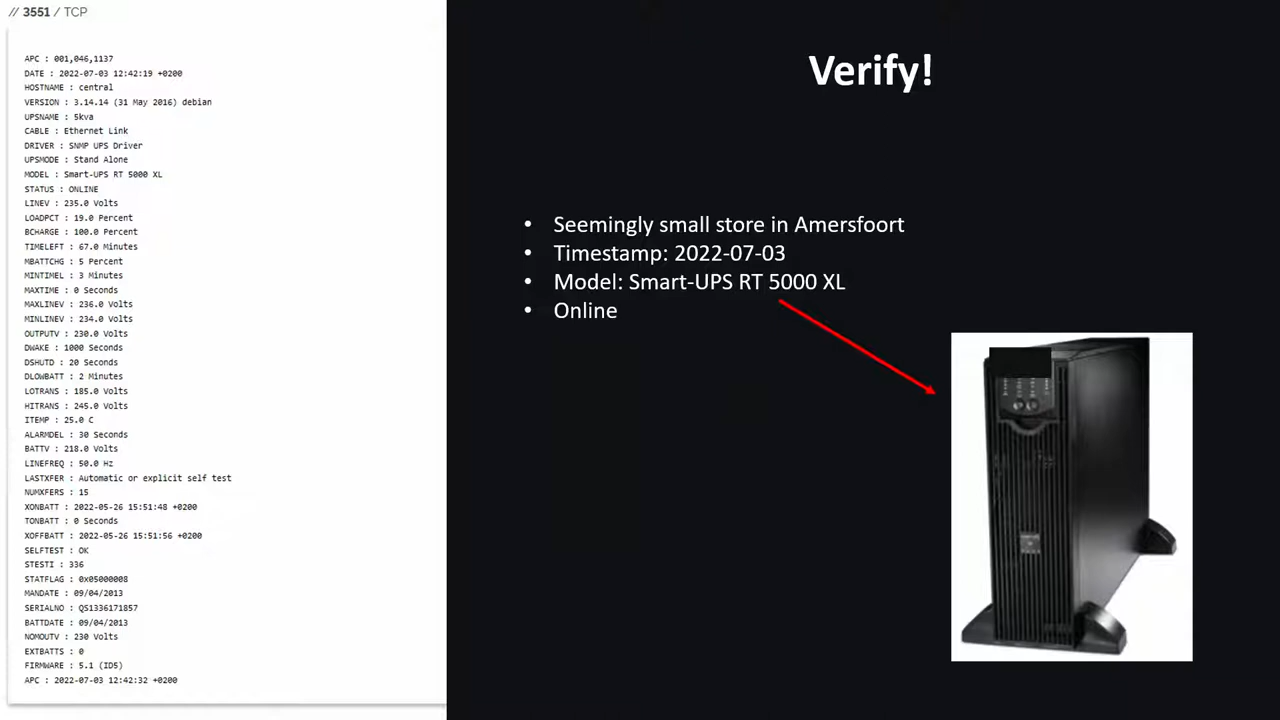 // 3551 / TCP
APC : 001,046,1137
DATE : 2022-07-03 12:42:19 +0200
HOSTNAME : central
VERSION : 3.14.14 (31 May 2016) debian
UPSNAME : 5kva
CABLE : Ethernet Link
DRIVER : SNMP UPS Driver
UPSMODE : Stand Alone
MODEL : Smart-UPS RT 5000 XL
STATUS : ONLINE
LINEV : 235.0 Volts
LOADPCT : 19.0 Percent
BCHARGE : 100.0 Percent
TIMELEFT : 67.0 Minutes
MBATTCHG : 5 Percent
MINTIMEL : 3 Minutes
MAXTIME : 0 Seconds
MAXLINEV : 236.0 Volts
MINLINEV : 234.0 Volts
OUTPUTV : 230.0 Volts
DWAKE : 1000 Seconds
DSHUTD : 20 Seconds
DLOWBATT : 2 Minutes
LOTRANS : 185.0 Volts
HITRANS : 245.0 Volts
ITEMP : 25.0 C
ALARMDEL : 30 Seconds
BATTV : 218.0 Volts
LINEFREQ : 50.0 Hz
LASTXFER : Automatic or explicit self test
NUMXFERS : 15
XONBATT : 2022-05-26 15:51:48 +0200
TONBATT : 0 Seconds
XOFFBATT : 2022-05-26 15:51:56 +0200
SELFTEST : OK
STESTI : 336
STATFLAG : 0x05000008
MANDATE : 09/04/2013
SERIALNO : QS1336171857
BATTDATE : 09/04/2013
NOMOUTV : 230 Volts
EXTBATTS : 0
FIRMWARE : 5.1 (ID5)
APC : 2022-07-03 12:42:32 +0200
Verify!
• Seemingly small store in Amersfoort
• Timestamp: 2022-07-03
• Model: Smart-UPS RT 5000 XL
• Online